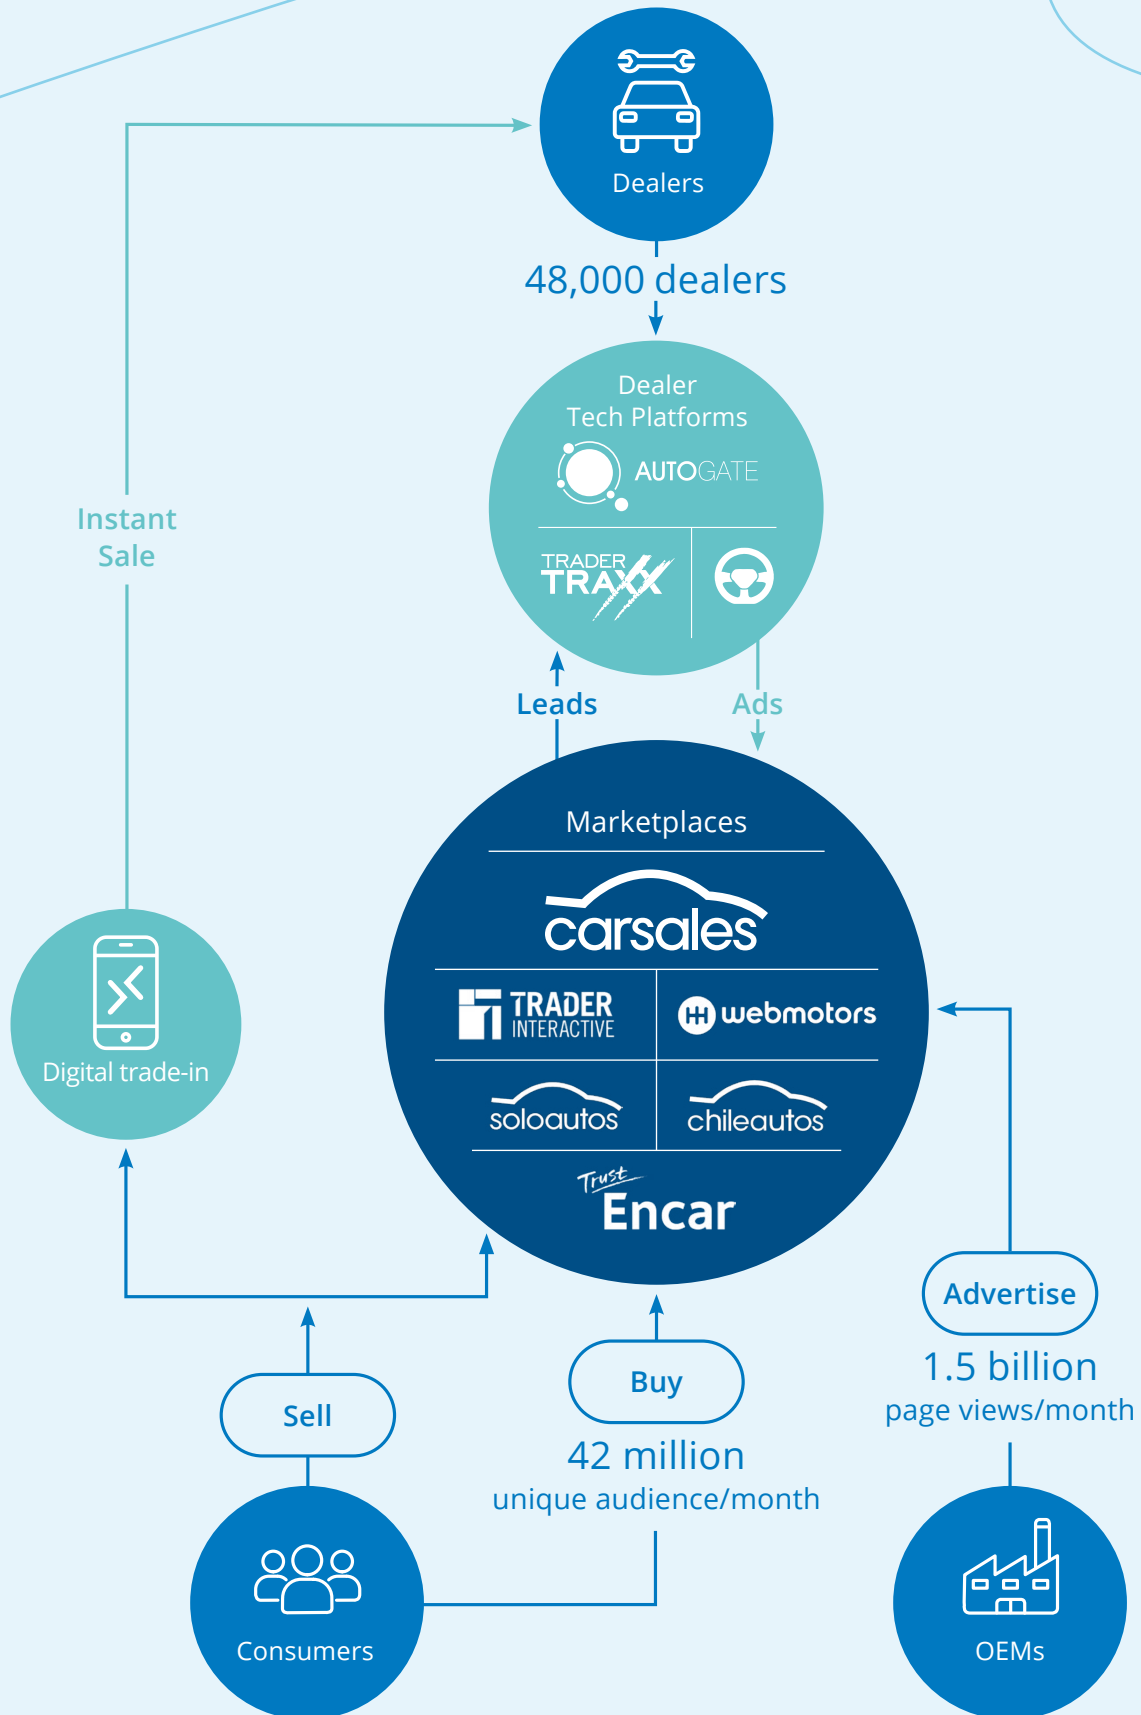 Dealers
48,000 dealers
Dealer
Tech Platforms
AUTOGATE
TRADER
TRAXX
Instant
Sale
Leads
Ads
Marketplaces
carsales
TRADER
INTERACTIVE
webmotors
soloautos
chileautos
Trust
Encar
Digital trade-in
Advertise
1.5 billion
page views/month
Buy
42 million
unique audience/month
Sell
Consumers
OEMs